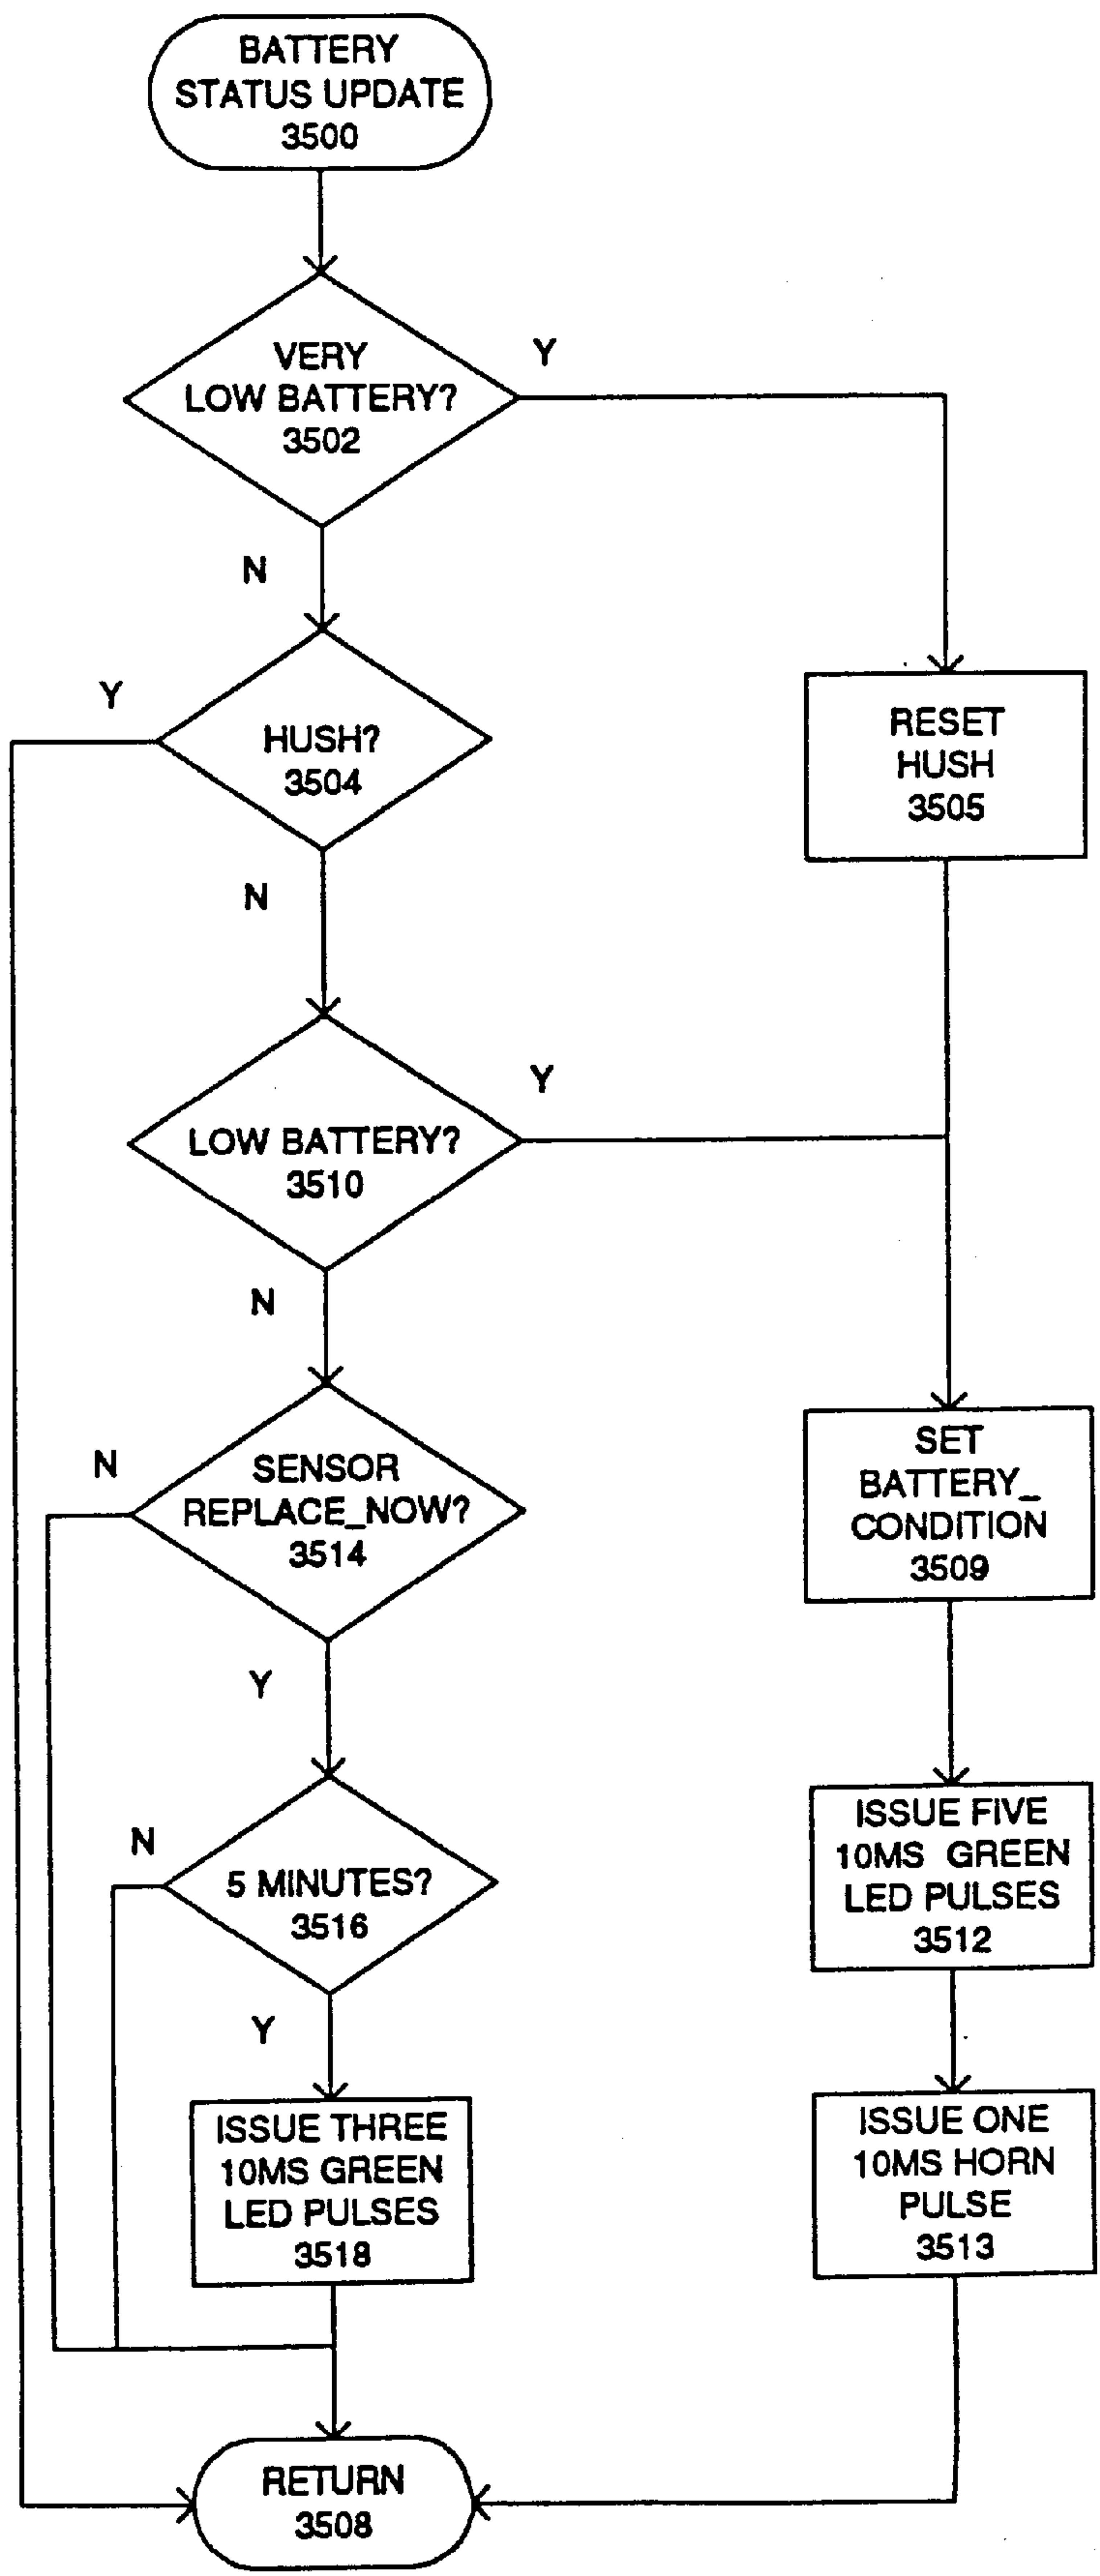 BATTERY
STATUS UPDATE
3500
VERY
LOW BATTERY?
3502
Y
N
HUSH?
3504
Y
N
RESET
HUSH
3505
LOW BATTERY?
3510
Y
N
SENSOR
REPLACE_NOW?
3514
N
Y
SET
BATTERY_
CONDITION
3509
5 MINUTES?
3516
N
Y
ISSUE FIVE
10MS GREEN
LED PULSES
3512
ISSUE THREE
10MS GREEN
LED PULSES
3518
ISSUE ONE
10MS HORN
PULSE
3513
RETURN
3508